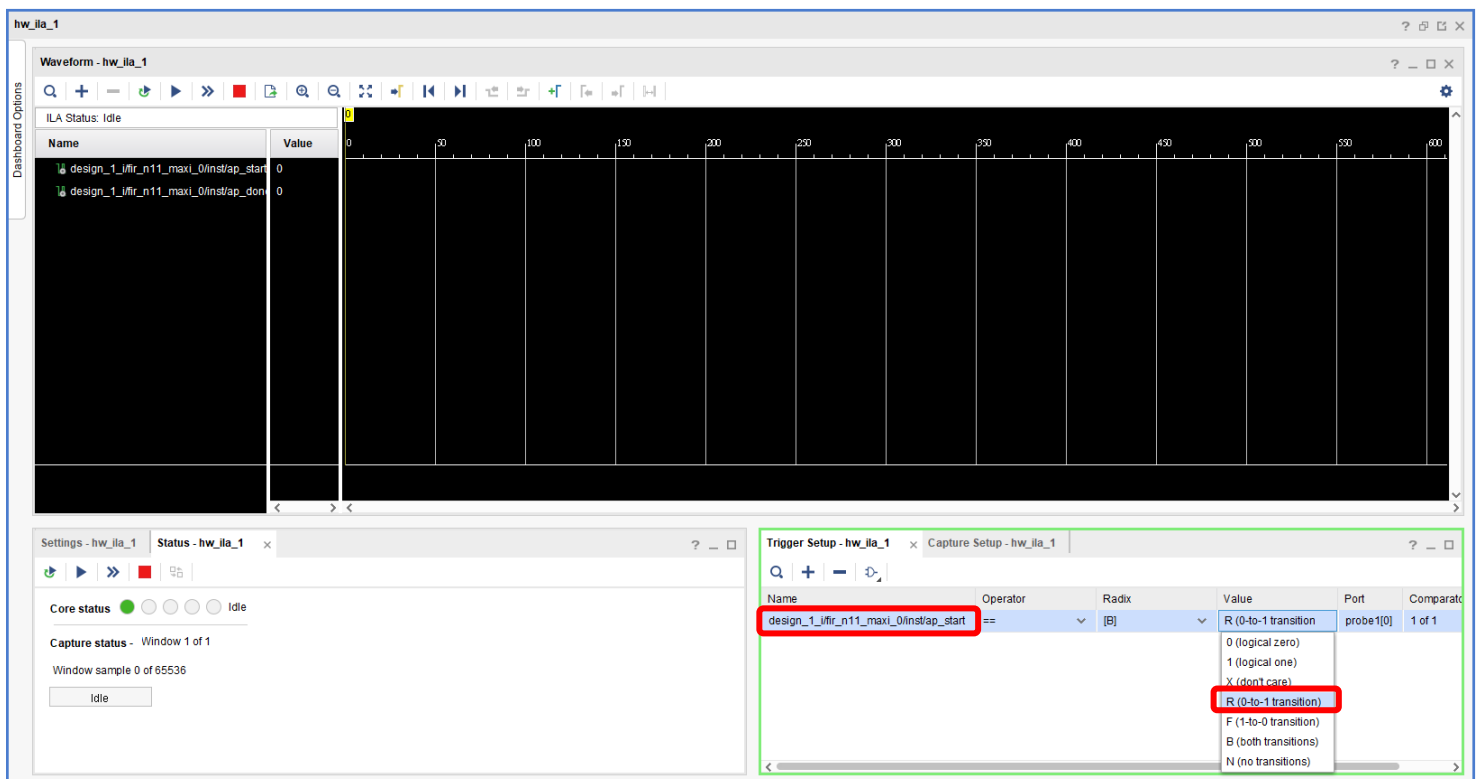 hw_ila_1
Dashboard Options
Waveform - hw_ila_1
ILA Status: Idle
Name Value
0
0 50 100 150 200 250 300 350 400 450 500 550 600
design_1_i/fir_n11_maxi_0/inst/ap_start 0
design_1_i/fir_n11_maxi_0/inst/ap_don 0
Settings - hw_ila_1 Status - hw_ila_1
Core status Idle
Capture status - Window 1 of 1
Window sample 0 of 65536
Idle
Trigger Setup - hw_ila_1 Capture Setup - hw_ila_1
Name Operator Radix Value Port Comparato
design_1_i/fir_n11_maxi_0/inst/ap_start == [B] R (0-to-1 transition probe1[0] 1 of 1
0 (logical zero)
1 (logical one)
X (don't care)
R (0-to-1 transition)
F (1-to-0 transition)
B (both transitions)
N (no transitions)